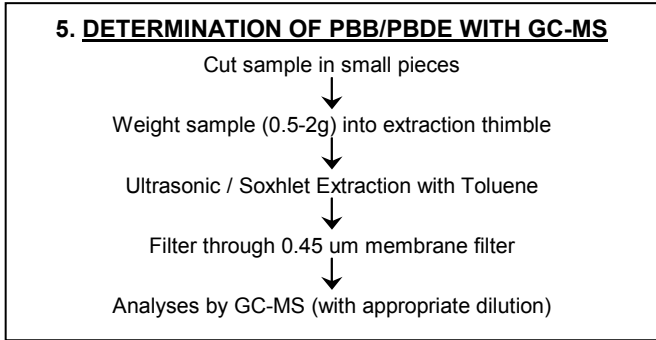 5. DETERMINATION OF PBB/PBDE WITH GC-MS
Cut sample in small pieces
Weight sample (0.5-2g) into extraction thimble
Ultrasonic / Soxhlet Extraction with Toluene
Filter through 0.45 um membrane filter
Analyses by GC-MS (with appropriate dilution)